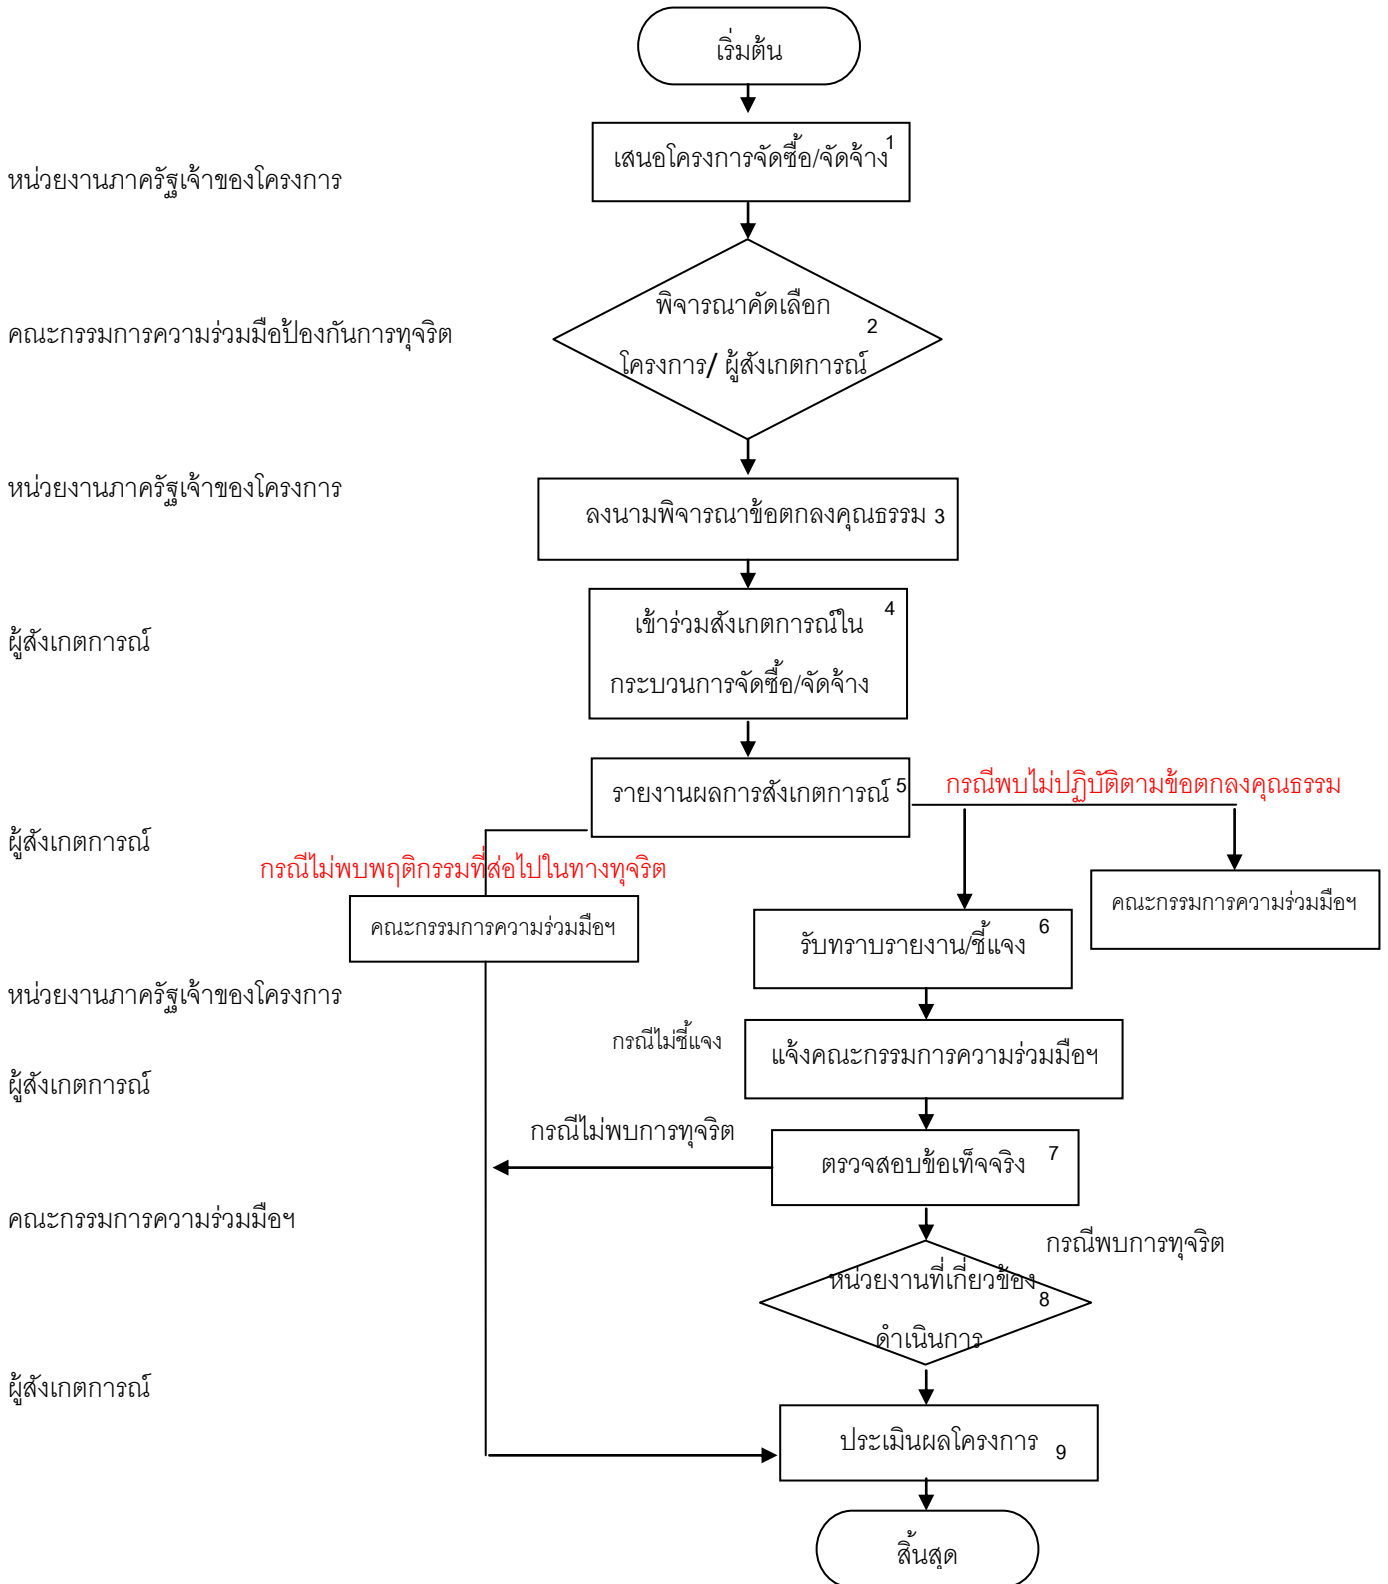 เริ่มต้น
เสนอโครงการจัดซื้อ/จัดจ้าง 1
หน่วยงานภาครัฐเจ้าของโครงการ
พิจารณาคัดเลือก
2
คณะกรรมการความร่วมมือป้องกันการทุจริต
โครงการ/ ผู้สังเกตการณ์
หน่วยงานภาครัฐเจ้าของโครงการ
ลงนามพิจารณาข้อตกลงคุณธรรม 3
เข้าร่วมสังเกตการณ์ใน 4
ผู้สังเกตการณ์
กระบวนการจัดซื้อ/จัดจ้าง
รายงานผลการสังเกตการณ์ 5
กรณีพบไม่ปฏิบัติตามข้อตกลงคุณธรรม
ผู้สังเกตการณ์
กรณีไม่พบพฤติกรรมที่ส่อไปในทางทุจริต
คณะกรรมการความร่วมมือฯ
คณะกรรมการความร่วมมือฯ
รับทราบรายงาน/ชี้แจง 6
หน่วยงานภาครัฐเจ้าของโครงการ
กรณีไม่ชี้แจง
แจ้งคณะกรรมการความร่วมมือฯ
ผู้สังเกตการณ์
กรณีไม่พบการทุจริต
ตรวจสอบข้อเท็จจริง 7
คณะกรรมการความร่วมมือฯ
กรณีพบการทุจริต
หน่วยงานที่เกี่ยวข้อง
8
ดำเนินการ
ผู้สังเกตการณ์
ประเมินผลโครงการ 9
สิ้นสุด